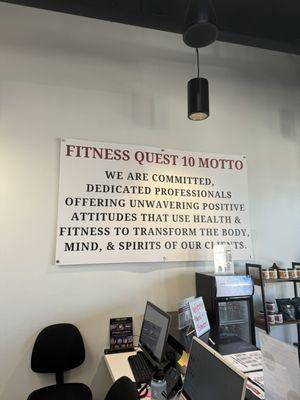 FITNESS QUEST 10 MOTTO
WE ARE COMMITTED,
DEDICATED PROFESSIONALS
OFFERING UNWAVERING POSITIVE
ATTITUDES THAT USE HEALTH &
FITNESS TO TRANSFORM THE BODY,
MIND, & SPIRITS OF OUR CLIENTS.